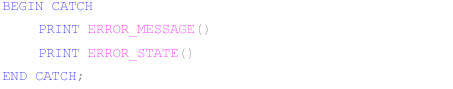 BEGIN CATCH
PRINT ERROR_MESSAGE()
PRINT ERROR_STATE()
END CATCH;